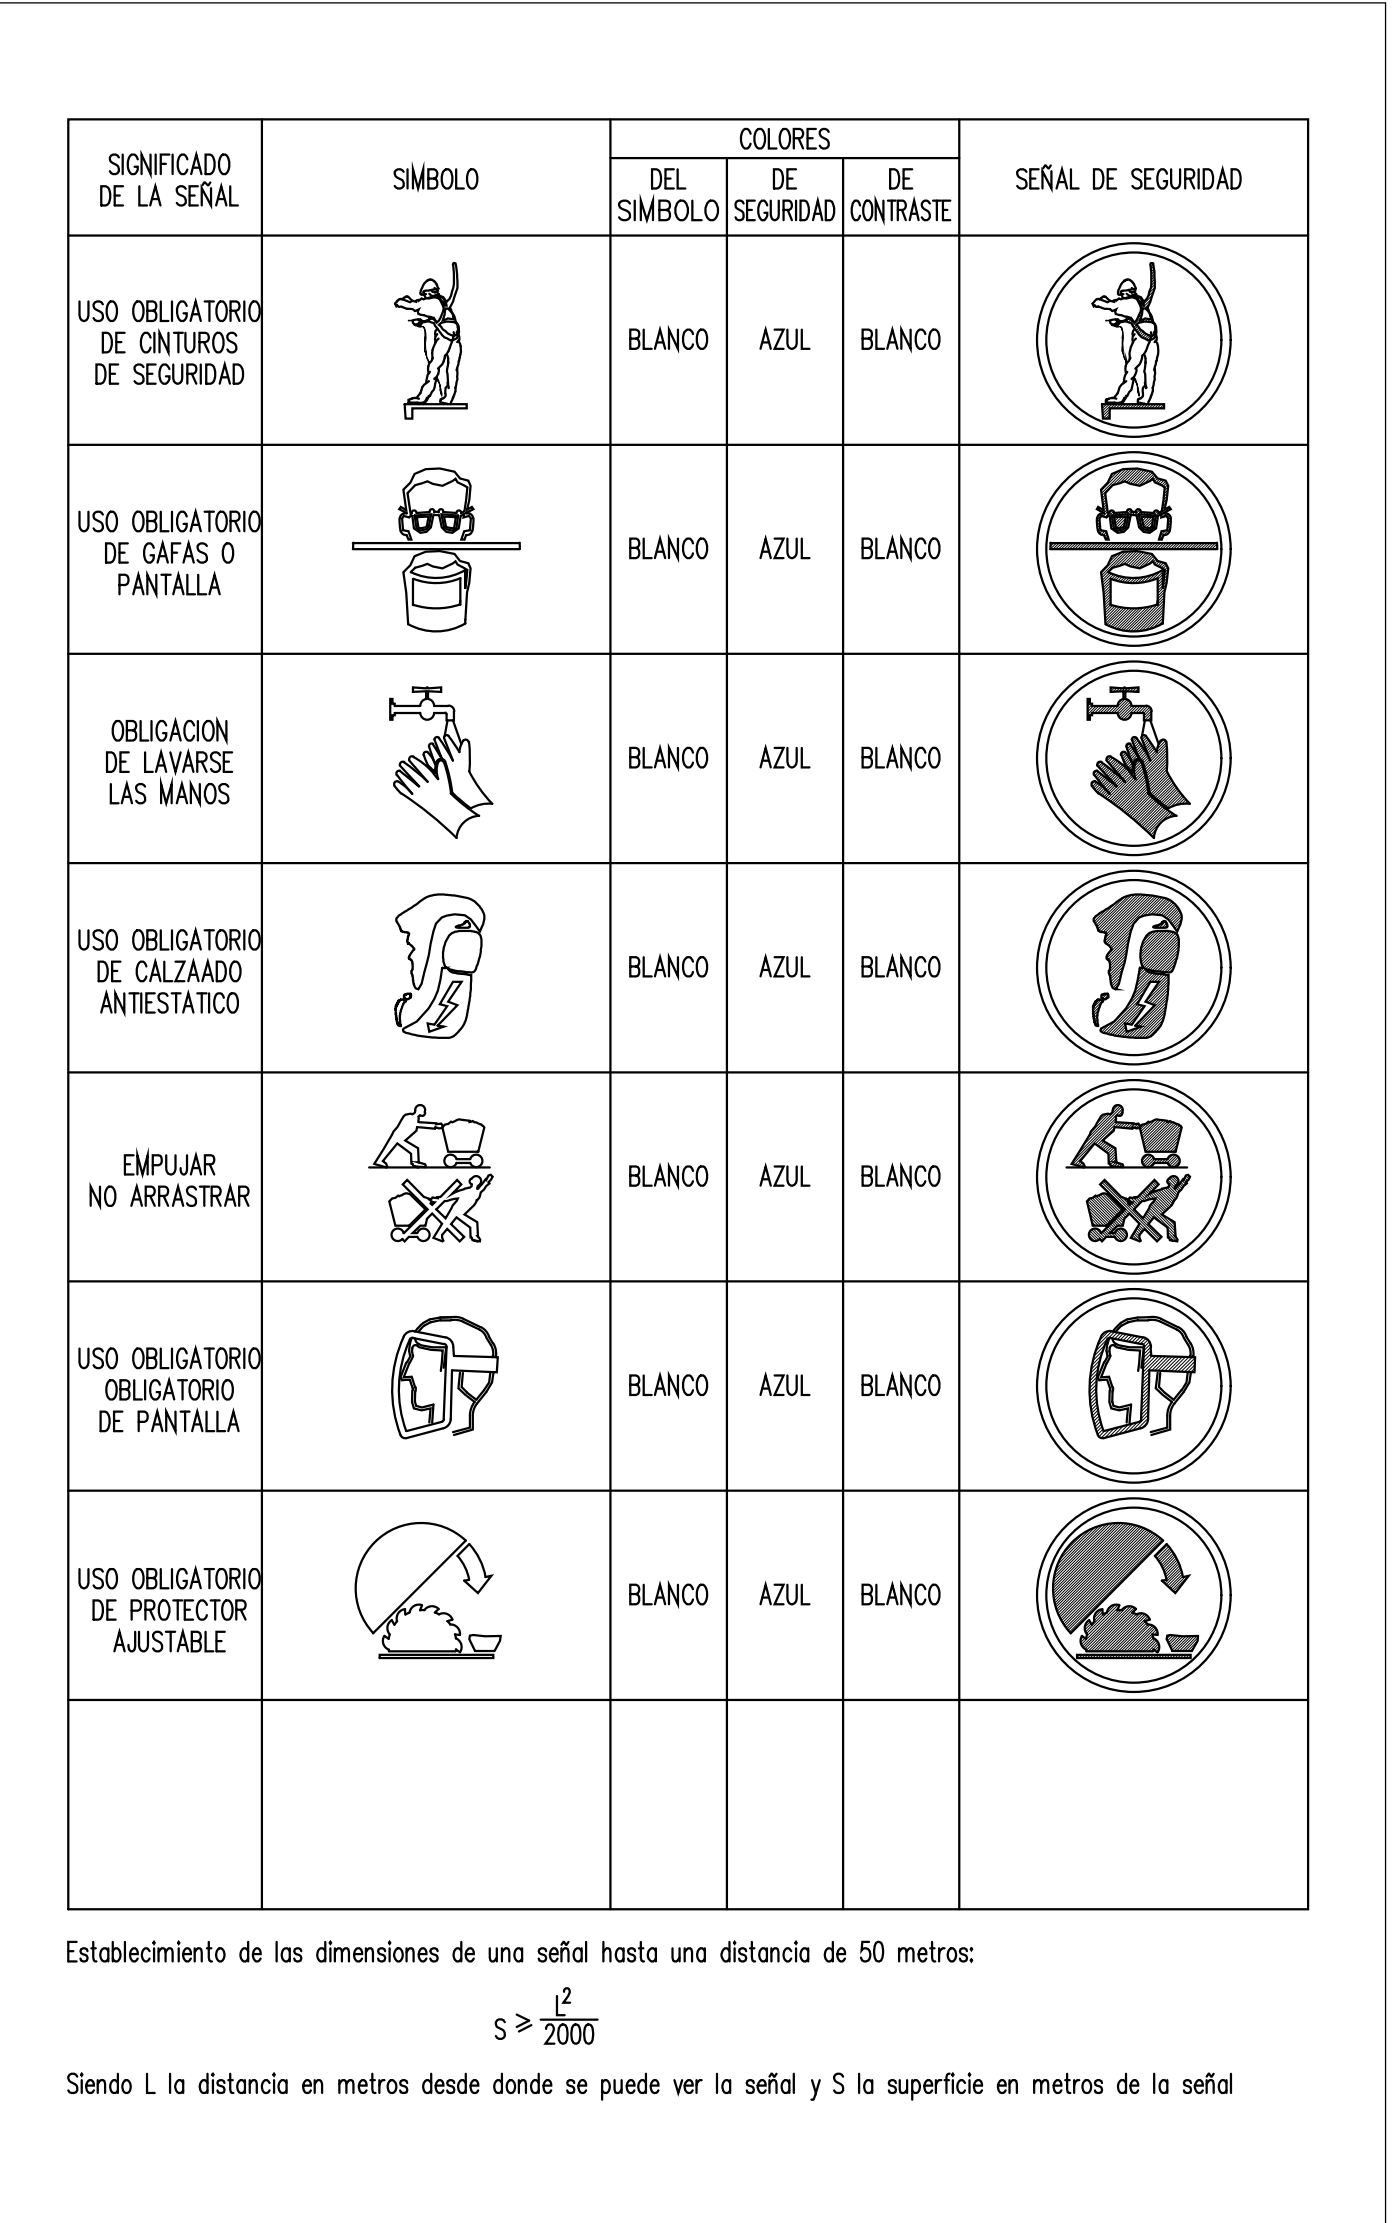 SIGNIFICADO
DE LA SEÑAL
SIMBOLO
COLORES
DEL
SIMBOLO
DE
SEGURIDAD
DE
CONTRASTE
SEÑAL DE SEGURIDAD
USO OBLIGATORIO
DE CINTUROS
DE SEGURIDAD
BLANCO
AZUL
BLANCO
USO OBLIGATORIO
DE GAFAS O
PANTALLA
BLANCO
AZUL
BLANCO
OBLIGACION
DE LAVARSE
LAS MANOS
BLANCO
AZUL
BLANCO
USO OBLIGATORIO
DE CALZAADO
ANTIESTATICO
BLANCO
AZUL
BLANCO
EMPUJAR
NO ARRASTRAR
BLANCO
AZUL
BLANCO
USO OBLIGATORIO
OBLIGATORIO
DE PANTALLA
BLANCO
AZUL
BLANCO
USO OBLIGATORIO
DE PROTECTOR
AJUSTABLE
BLANCO
AZUL
BLANCO
Establecimiento de las dimensiones de una señal hasta una distancia de 50 metros:
S ⩾ L²/2000
Siendo L la distancia en metros desde donde se puede ver la señal y S la superficie en metros de la señal